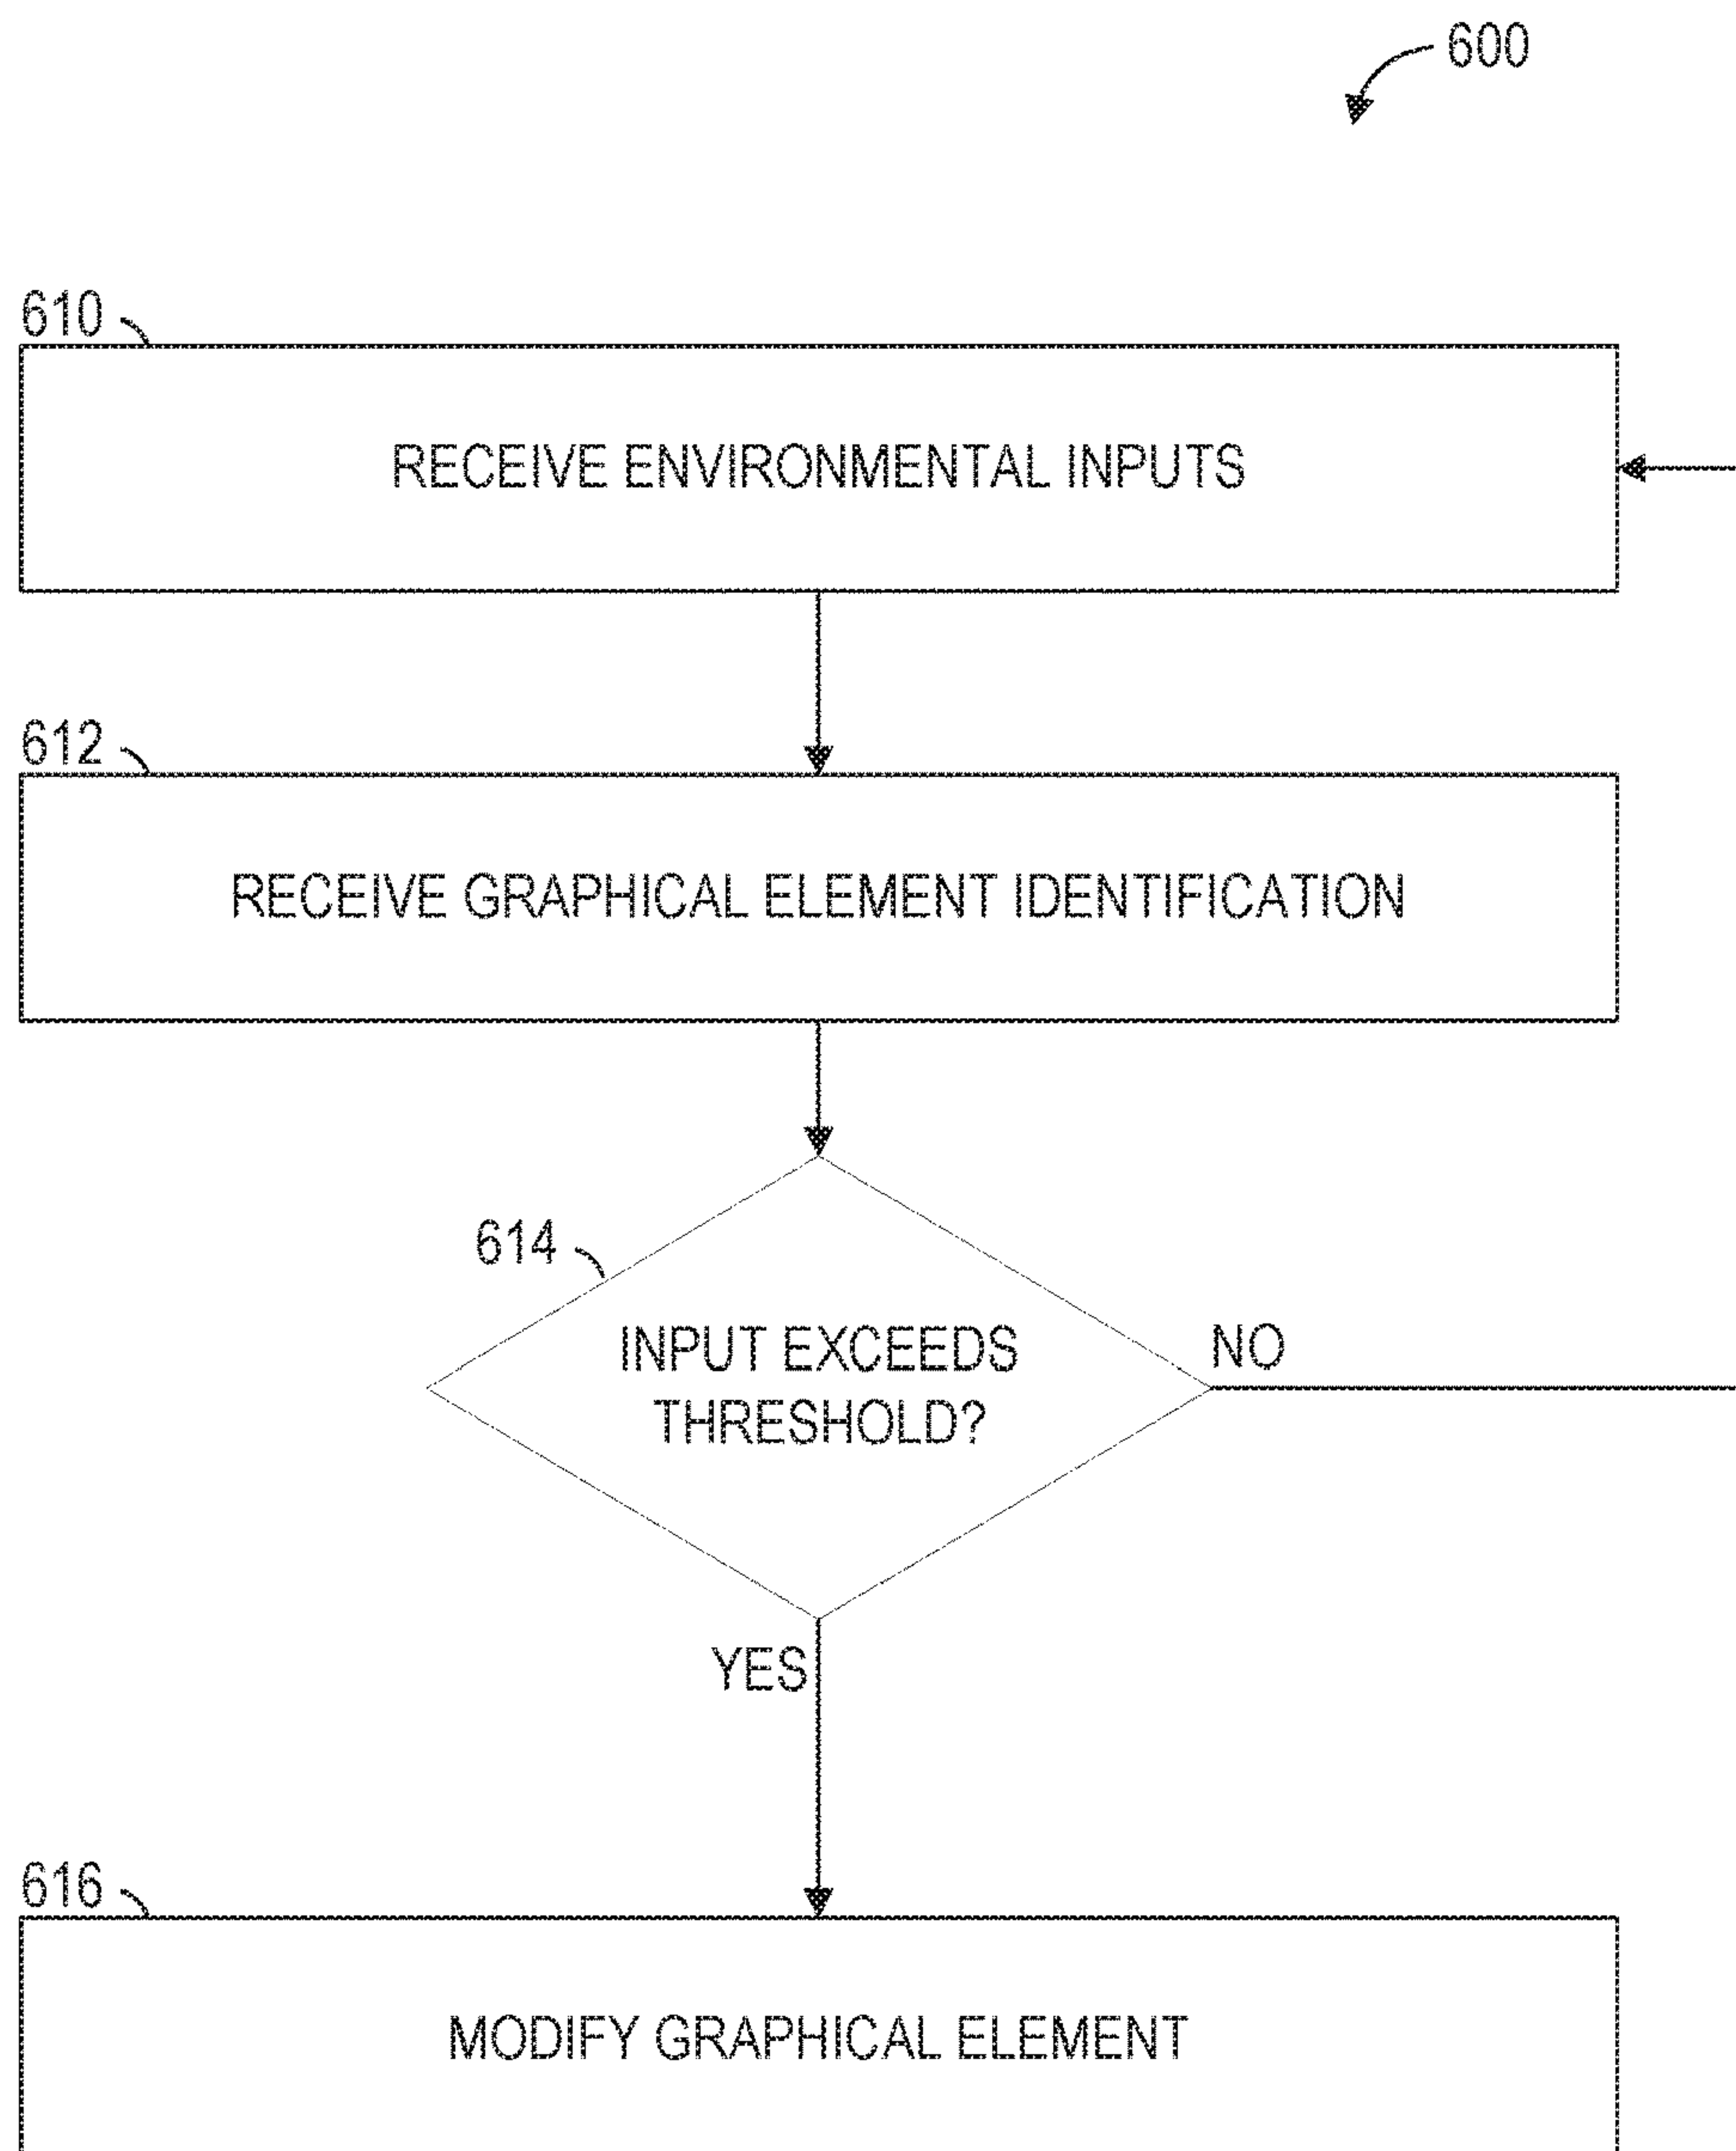 600
610
RECEIVE ENVIRONMENTAL INPUTS
612
RECEIVE GRAPHICAL ELEMENT IDENTIFICATION
614
INPUT EXCEEDS
THRESHOLD?
NO
YES
616
MODIFY GRAPHICAL ELEMENT